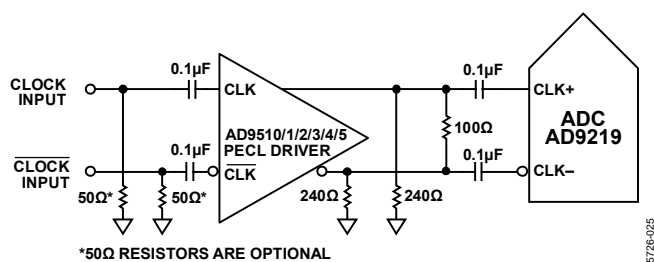 CLOCK
INPUT
0.1µF
CLK
AD9510/1/2/3/4/5
PECL DRIVER
CLOCK
INPUT
0.1µF
CLK
50Ω*
50Ω*
240Ω
240Ω
100Ω
0.1µF
0.1µF
CLK+
ADC
AD9219
CLK–
*50Ω RESISTORS ARE OPTIONAL
5726-025